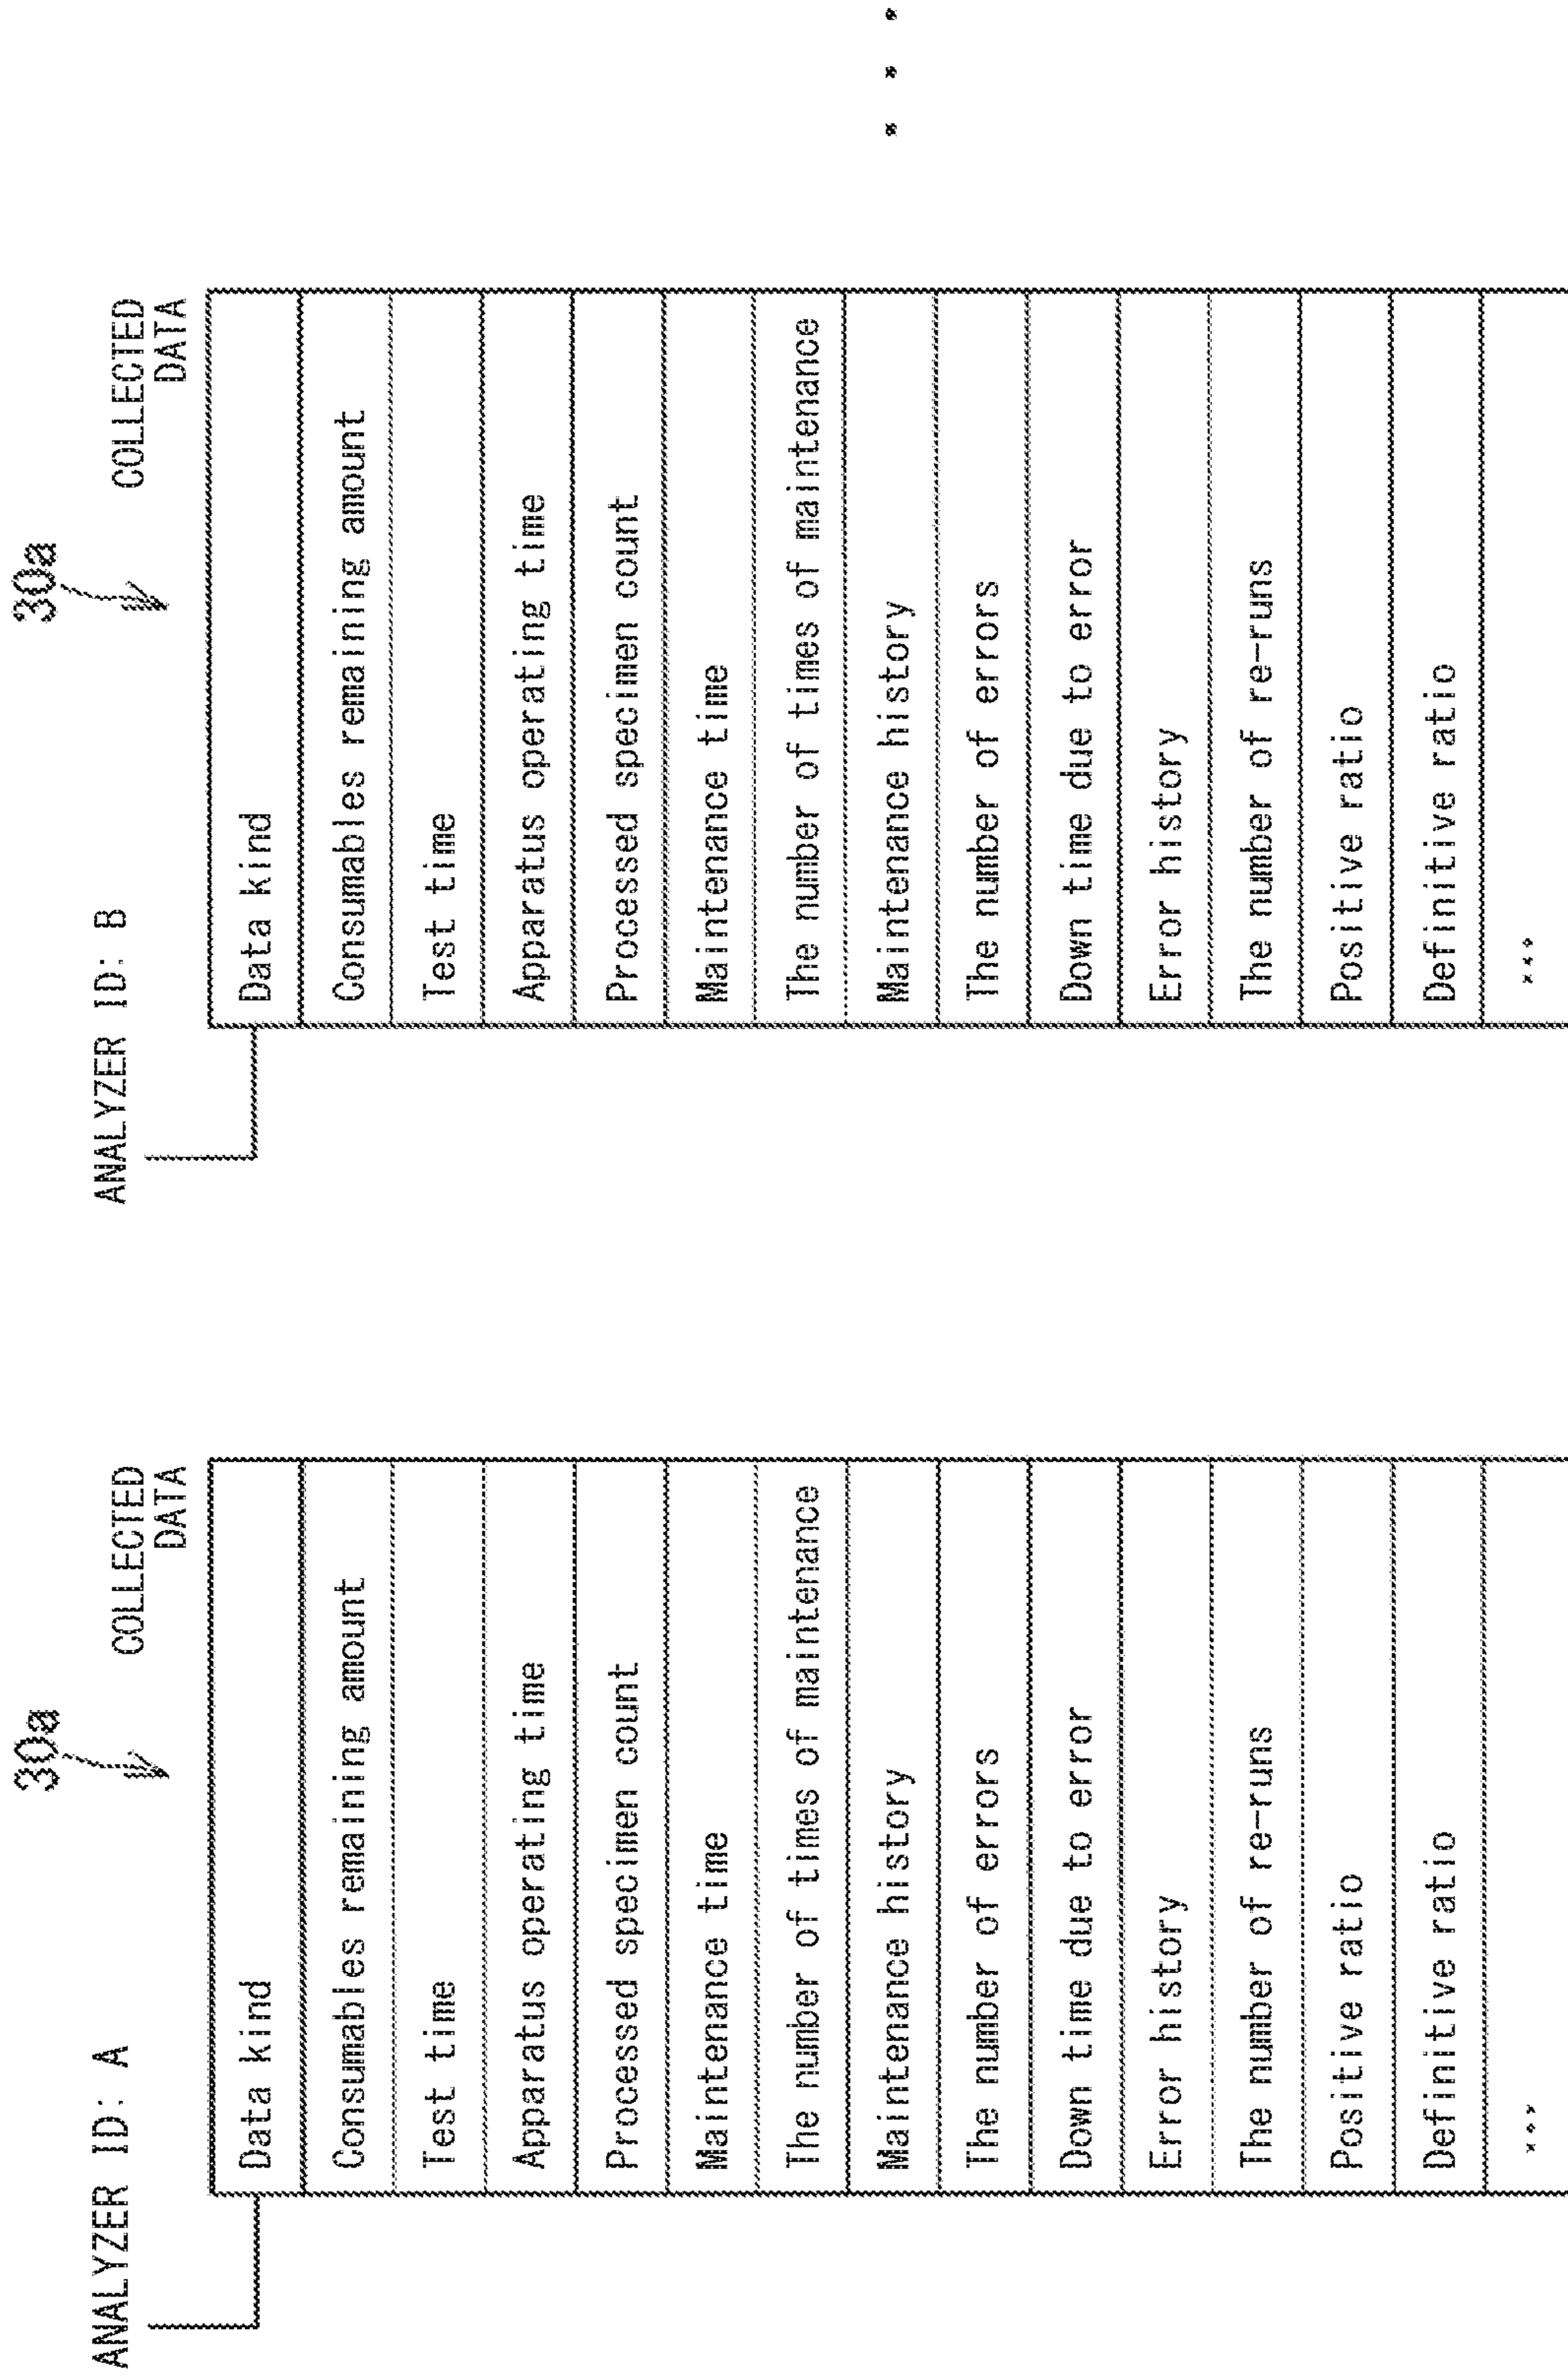 30a
ANALYZER ID: A
COLLECTED
DATA
Data kind
Consumables remaining amount
Test time
Apparatus operating time
Processed specimen count
Maintenance time
The number of times of maintenance
Maintenance history
The number of errors
Down time due to error
Error history
The number of re-runs
Positive ratio
Definitive ratio
...
30a
ANALYZER ID: B
COLLECTED
DATA
Data kind
Consumables remaining amount
Test time
Apparatus operating time
Processed specimen count
Maintenance time
The number of times of maintenance
Maintenance history
The number of errors
Down time due to error
Error history
The number of re-runs
Positive ratio
Definitive ratio
...
...